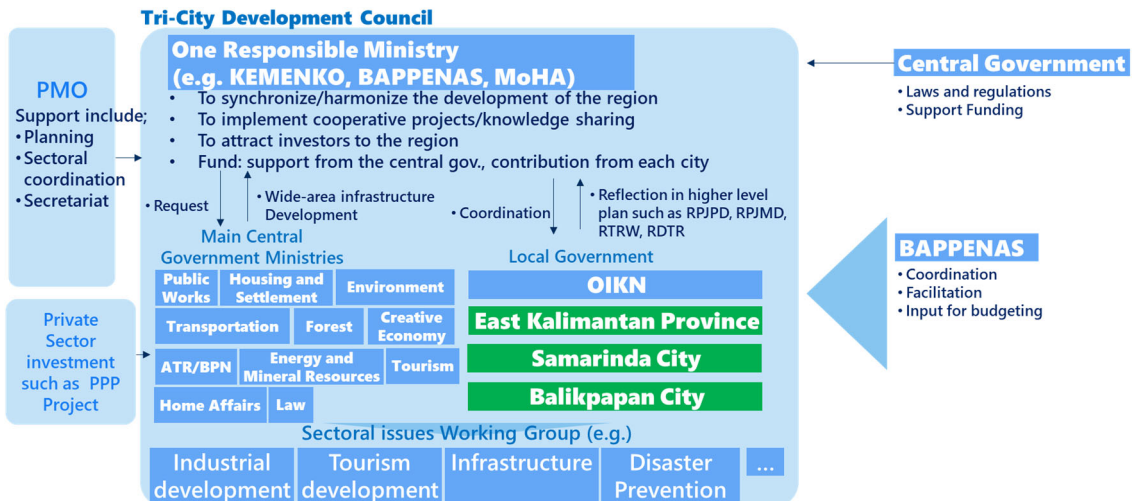 Tri-City Development Council
One Responsible Ministry
(e.g. KEMENKO, BAPPENAS, MoHA)
• To synchronize/harmonize the development of the region
• To implement cooperative projects/knowledge sharing
• To attract investors to the region
• Fund: support from the central gov., contribution from each city
PMO
Support include;
• Planning
• Sectoral
coordination
• Secretariat
Central Government
• Laws and regulations
• Support Funding
• Request
• Wide-area infrastructure
Development
• Coordination
• Reflection in higher level
plan such as RPJPD, RPJMD,
RTRW, RDTR
Main Central
Government Ministries
Public
Works
Housing and
Settlement
Environment
Transportation
Forest
Creative
Economy
ATR/BPN
Energy and
Mineral Resources
Tourism
Home Affairs
Law
Local Government
OIKN
East Kalimantan Province
Samarinda City
Balikpapan City
BAPPENAS
• Coordination
• Facilitation
• Input for budgeting
Private
Sector
investment
such as PPP
Project
Sectoral issues Working Group (e.g.)
Industrial
development
Tourism
development
Infrastructure
Disaster
Prevention
...